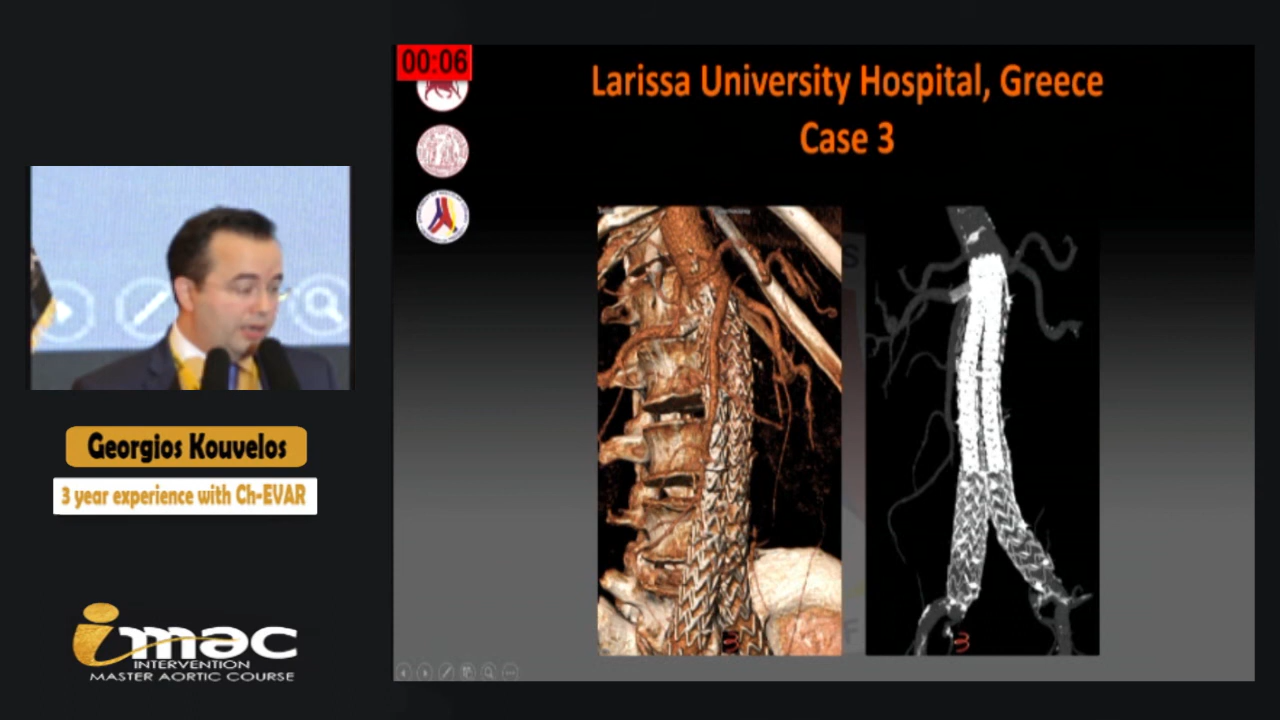 00:06
Larissa University Hospital, Greece
Case 3
Georgios Kouvelos
3 year experience with Ch-EVAR
imac
INTERVENTION
MASTER AORTIC COURSE